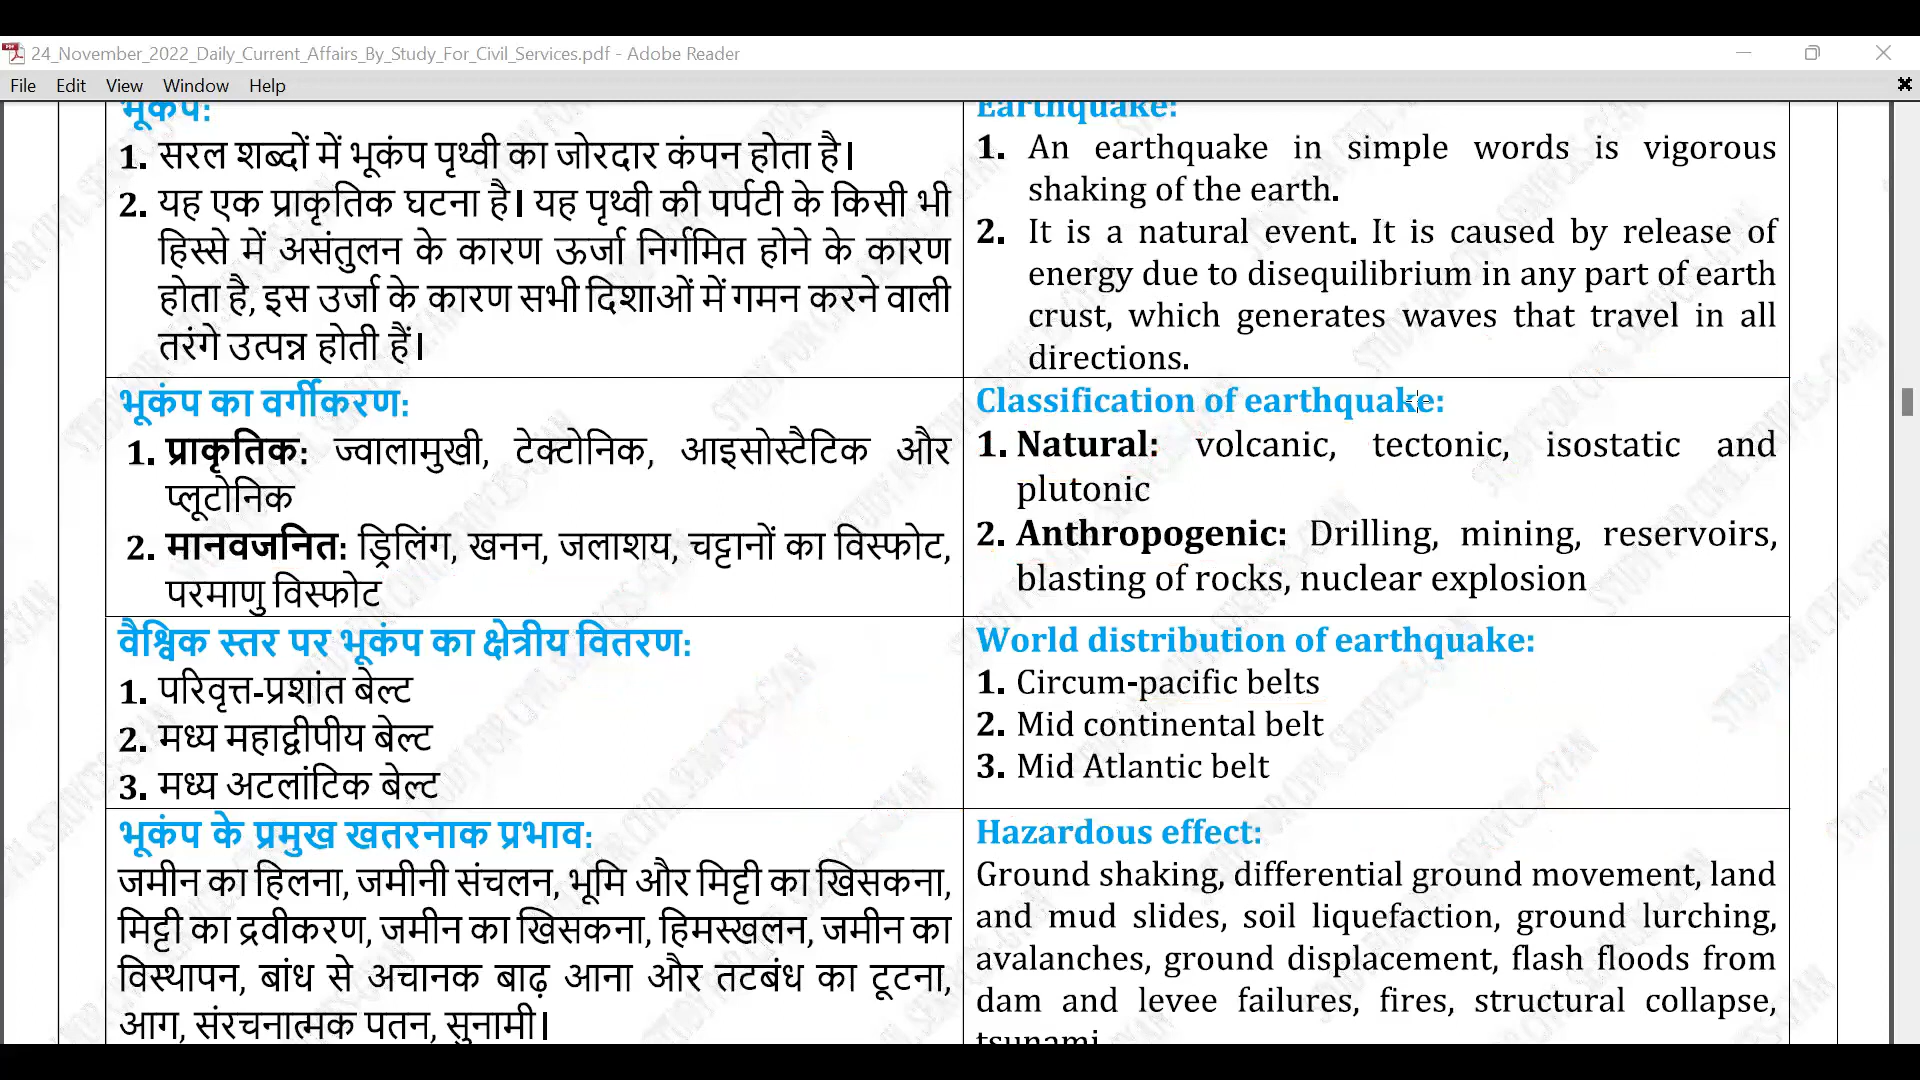 24_November_2022_Daily_Current_Affairs_By_Study_For_Civil_Services.pdf - Adobe Reader
File Edit View Window Help
भूकंप:
1. सरल शब्दों में भूकंप पृथ्वी का जोरदार कंपन होता है।
2. यह एक प्राकृतिक घटना है। यह पृथ्वी की पर्पटी के किसी भी
हिस्से में असंतुलन के कारण ऊर्जा निर्गमित होने के कारण
होता है, इस उर्जा के कारण सभी दिशाओं में गमन करने वाली
तरंगे उत्पन्न होती हैं।
Earthquake:
1. An earthquake in simple words is vigorous
shaking of the earth.
2. It is a natural event. It is caused by release of
energy due to disequilibrium in any part of earth
crust, which generates waves that travel in all
directions.
भूकंप का वर्गीकरण:
1. प्राकृतिक: ज्वालामुखी, टेक्टोनिक, आइसोस्टैटिक और
प्लूटोनिक
2. मानवजनित: ड्रिलिंग, खनन, जलाशय, चट्टानों का विस्फोट,
परमाणु विस्फोट
Classification of earthquake:
1. Natural: volcanic, tectonic, isostatic and
plutonic
2. Anthropogenic: Drilling, mining, reservoirs,
blasting of rocks, nuclear explosion
वैश्विक स्तर पर भूकंप का क्षेत्रीय वितरण:
1. परिवृत्त-प्रशांत बेल्ट
2. मध्य महाद्वीपीय बेल्ट
3. मध्य अटलांटिक बेल्ट
World distribution of earthquake:
1. Circum-pacific belts
2. Mid continental belt
3. Mid Atlantic belt
भूकंप के प्रमुख खतरनाक प्रभाव:
जमीन का हिलना, जमीनी संचलन, भूमि और मिट्टी का खिसकना,
मिट्टी का द्रवीकरण, जमीन का खिसकना, हिमस्खलन, जमीन का
विस्थापन, बांध से अचानक बाढ़ आना और तटबंध का टूटना,
आग, संरचनात्मक पतन, सुनामी।
Hazardous effect:
Ground shaking, differential ground movement, land
and mud slides, soil liquefaction, ground lurching,
avalanches, ground displacement, flash floods from
dam and levee failures, fires, structural collapse,
tsunami